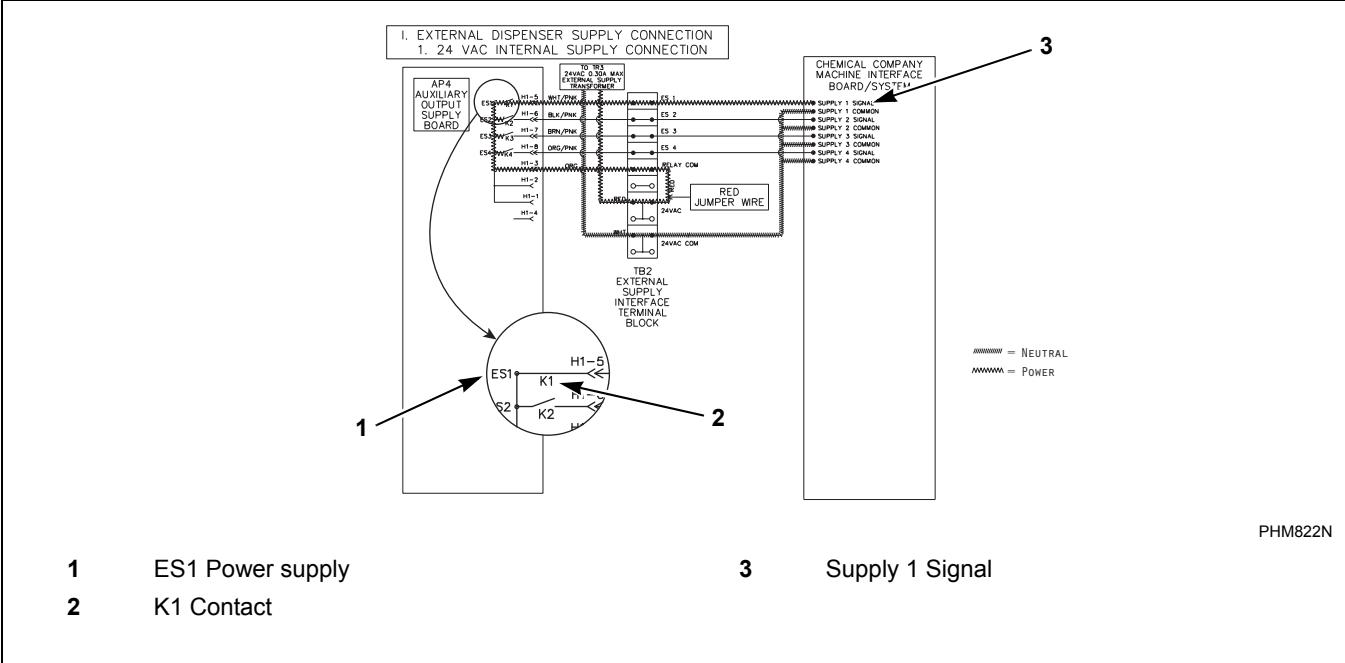 I. EXTERNAL DISPENSER SUPPLY CONNECTION
1. 24 VAC INTERNAL SUPPLY CONNECTION
3
TO TR3
24VAC 0.30A MAX
EXTERNAL SUPPLY
TRANSFORMER
CHEMICAL COMPANY
MACHINE INTERFACE
BOARD/SYSTEM
AP4
AUXILIARY
OUTPUT
SUPPLY
BOARD
ES1
K1
H1-5
WHT/PNK
ES 1
SUPPLY 1 SIGNAL
SUPPLY 1 COMMON
ES2
K2
H1-6
BLK/PNK
ES 2
SUPPLY 2 SIGNAL
SUPPLY 2 COMMON
ES3
K3
H1-7
BRN/PNK
ES 3
SUPPLY 3 SIGNAL
SUPPLY 3 COMMON
ES4
K4
H1-8
ORG/PNK
ES 4
SUPPLY 4 SIGNAL
SUPPLY 4 COMMON
H1-3
ORG
RELAY COM
H1-2
RED
H1-1
RED
RED
JUMPER WIRE
H1-4
24VAC
WHT
24VAC COM
TB2
EXTERNAL
SUPPLY
INTERFACE
TERMINAL
BLOCK
H1-5
ES1
K1
S2
K2
= NEUTRAL
= POWER
1
2
PHM822N
1 ES1 Power supply
2 K1 Contact
3 Supply 1 Signal